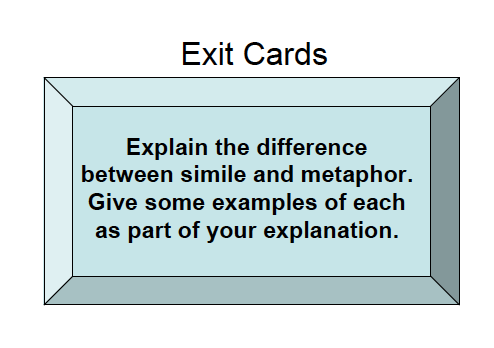 Exit Cards
Explain the difference
between simile and metaphor.
Give some examples of each
as part of your explanation.